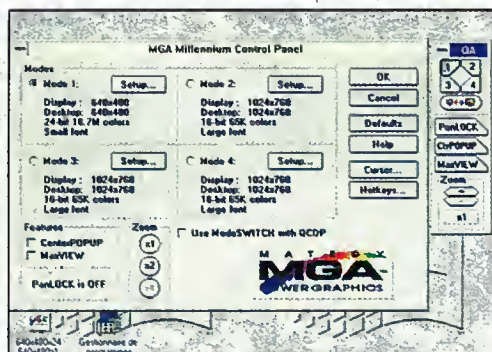 MGA Millennium Control Panel
Modes
Mode 1: Setup...
Display : 640x480
Desktop: 640x480
24-bit 16.7M colors
Small font
Mode 2: Setup...
Display : 1024x768
Desktop: 1024x768
16-bit 65K colors
Large font
Mode 3: Setup...
Display : 1024x768
Desktop: 1024x768
16-bit 65K colors
Large font
Mode 4: Setup...
Display : 1024x768
Desktop: 1024x768
16-bit 65K colors
Large font
OK
Cancel
Defaults
Help
Cursor...
Hotkeys...
Features
CenterPOPUP
MaxVIEW
PanLOCK is OFF
Zoom
x1
x2
x4
Use ModeSWITCH with QCDP
MATROX
MGA
POWERGRAPHICS
QA
1 2
3 4
PanLOCK
CtrPOPUP
MaxVIEW
Zoom
x1
640x480x24
Gestionnaire de